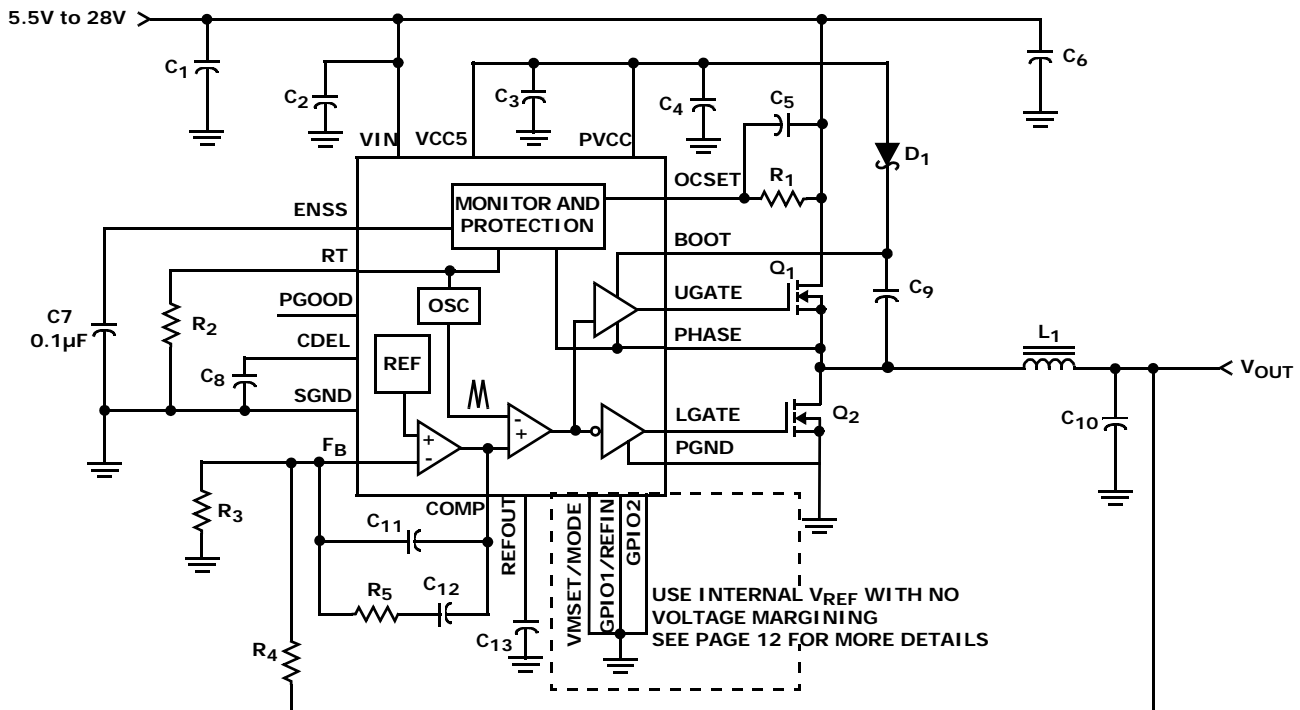 5.5V to 28V
C1
C2
C3
C4
C5
C6
VIN
VCC5
PVCC
D1
OCSET
R1
MONITOR AND
PROTECTION
ENSS
BOOT
RT
Q1
C9
OSC
UGATE
PGOOD
C7
0.1µF
R2
CDEL
PHASE
L1
REF
C8
VOUT
SGND
LGATE
Q2
C10
+
-
-
+
FB
PGND
R3
COMP
REFOUT
VMSET/MODE
GPIO1/REFIN
GPIO2
C11
R5
C12
C13
R4
USE INTERNAL VREF WITH NO
VOLTAGE MARGINING
SEE PAGE 12 FOR MORE DETAILS